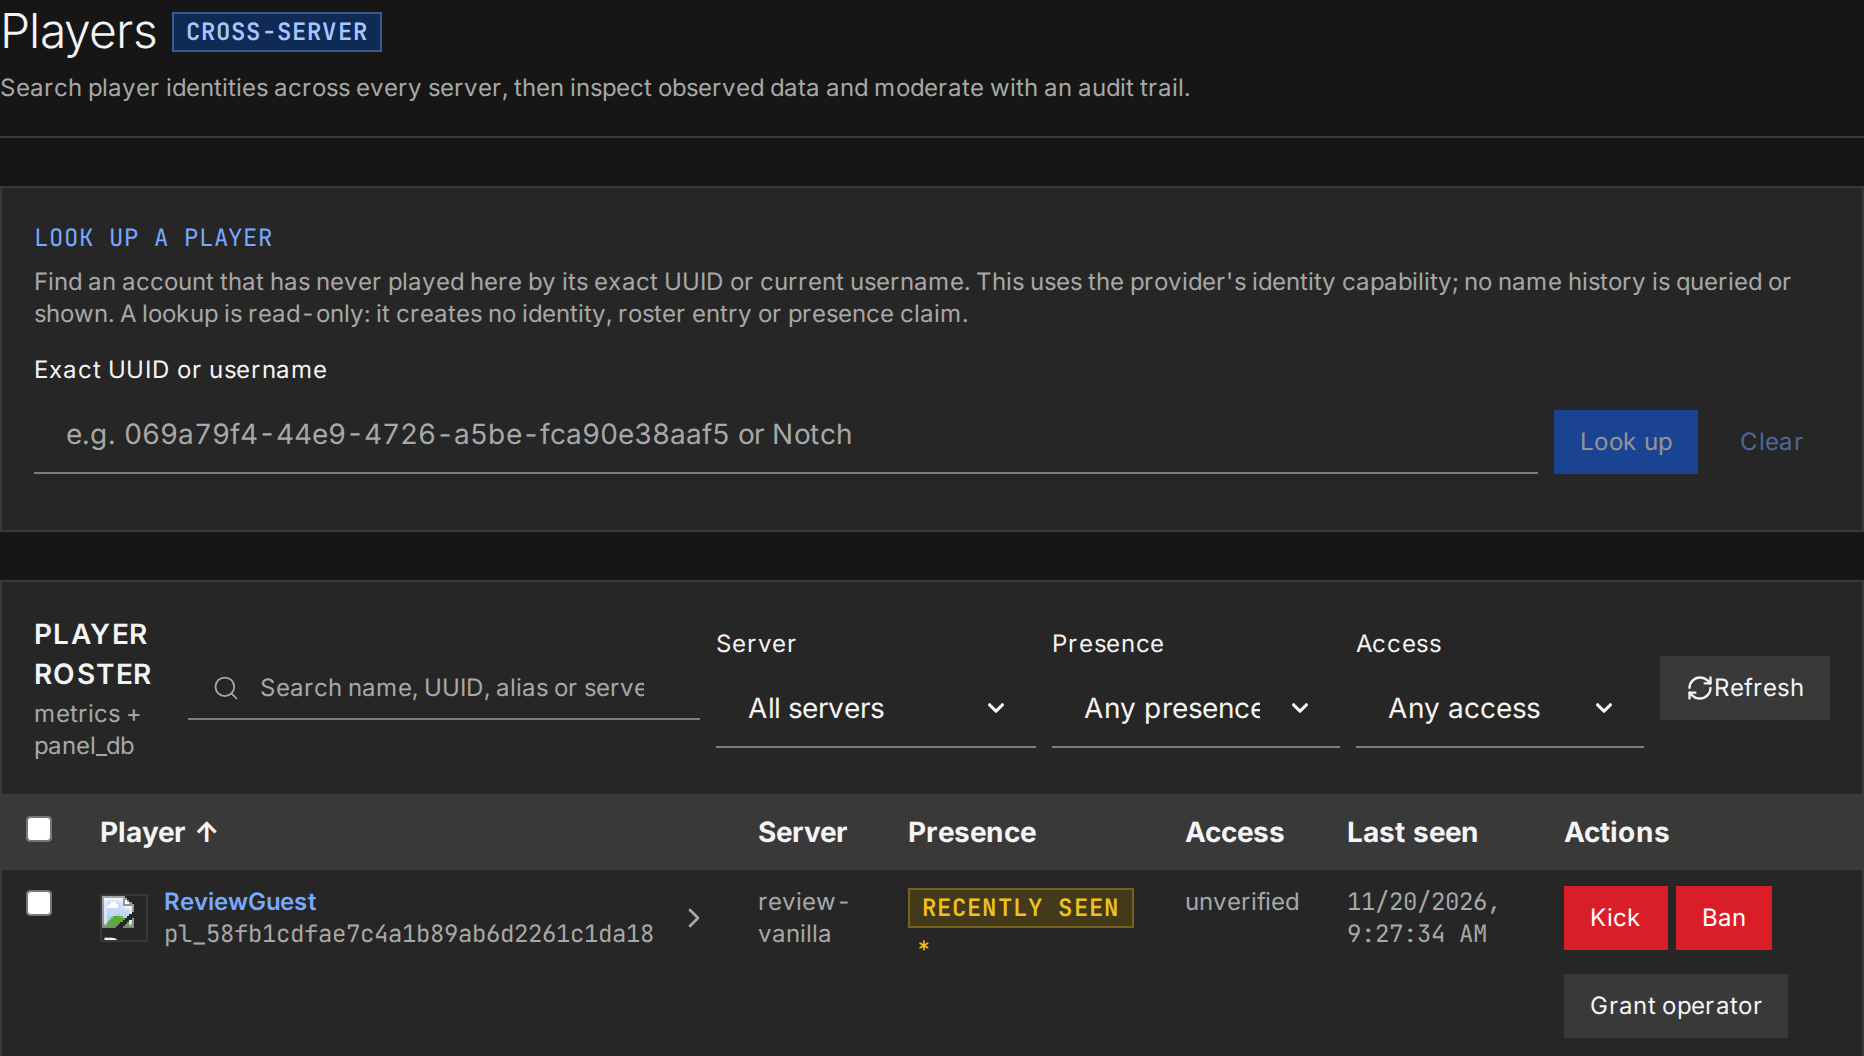 Players
CROSS-SERVER
Search player identities across every server, then inspect observed data and moderate with an audit trail.
LOOK UP A PLAYER
Find an account that has never played here by its exact UUID or current username. This uses the provider's identity capability; no name history is queried or
shown. A lookup is read-only: it creates no identity, roster entry or presence claim.
Exact UUID or username
e.g. 069a79f4-44e9-4726-a5be-fca90e38aaf5 or Notch
Look up
Clear
PLAYER
ROSTER
metrics +
panel_db
Search name, UUID, alias or serve
Server
All servers
Presence
Any presence
Access
Any access
Refresh
Player ↑
Server
Presence
Access
Last seen
Actions
ReviewGuest
pl_58fb1cdfae7c4a1b89ab6d2261c1da18
review-
vanilla
RECENTLY SEEN
*
unverified
11/20/2026,
9:27:34 AM
Kick
Ban
Grant operator